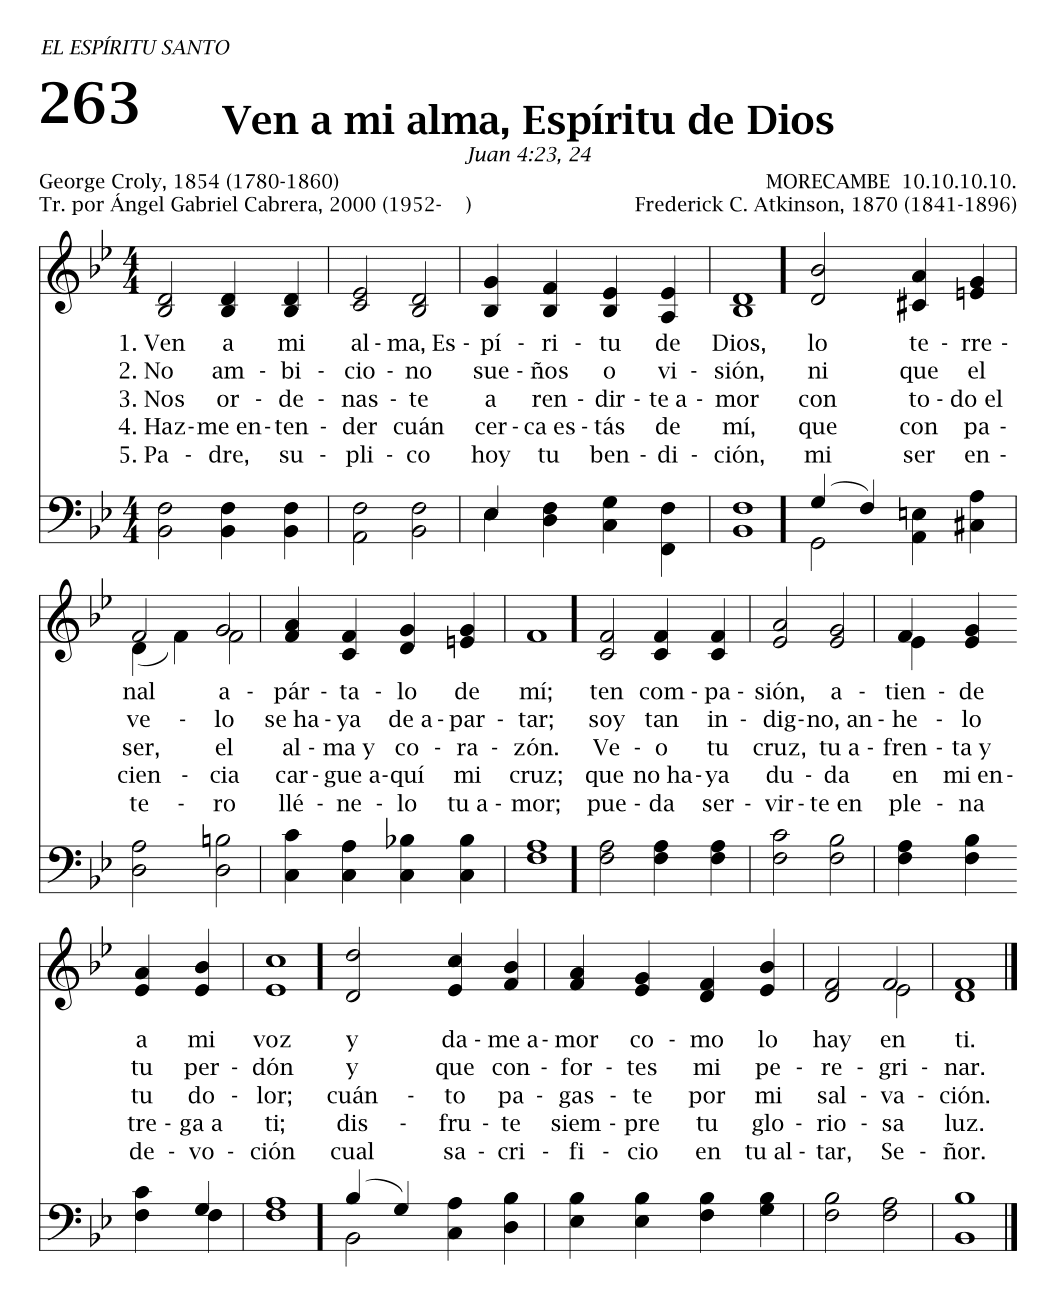 EL ESPÍRITU SANTO
263
Ven a mi alma, Espíritu de Dios
Juan 4:23, 24
George Croly, 1854 (1780-1860)
MORECAMBE 10.10.10.10.
Tr. por Ángel Gabriel Cabrera, 2000 (1952- )
Frederick C. Atkinson, 1870 (1841-1896)
1. Ven a mi al - ma, Es - pí - ri - tu de Dios, lo te - rre -
2. No am - bi - cio - no sue - ños o vi - sión, ni que el
3. Nos or - de - nas - te a ren - dir - te a - mor con to - do el
4. Haz - me en - ten - der cuán cer - ca es - tás de mí, que con pa -
5. Pa - dre, su - pli - co hoy tu ben - di - ción, mi ser en -
nal a - pár - ta - lo de mí; ten com - pa - sión, a - tien - de
ve - lo se ha - ya de a - par - tar; soy tan in - dig - no, an - he - lo
ser, el al - ma y co - ra - zón. Ve - o tu cruz, tu a - fren - ta y
cien - cia car - gue a - quí mi cruz; que no ha - ya du - da en mi en -
te - ro llé - ne - lo tu a - mor; pue - da ser - vir - te en ple - na
a mi voz y da - me a - mor co - mo lo hay en ti.
tu per - dón y que con - for - tes mi pe - re - gri - nar.
tu do - lor; cuán - to pa - gas - te por mi sal - va - ción.
tre - ga a ti; dis - fru - te siem - pre tu glo - rio - sa luz.
de - vo - ción cual sa - cri - fi - cio en tu al - tar, Se - ñor.